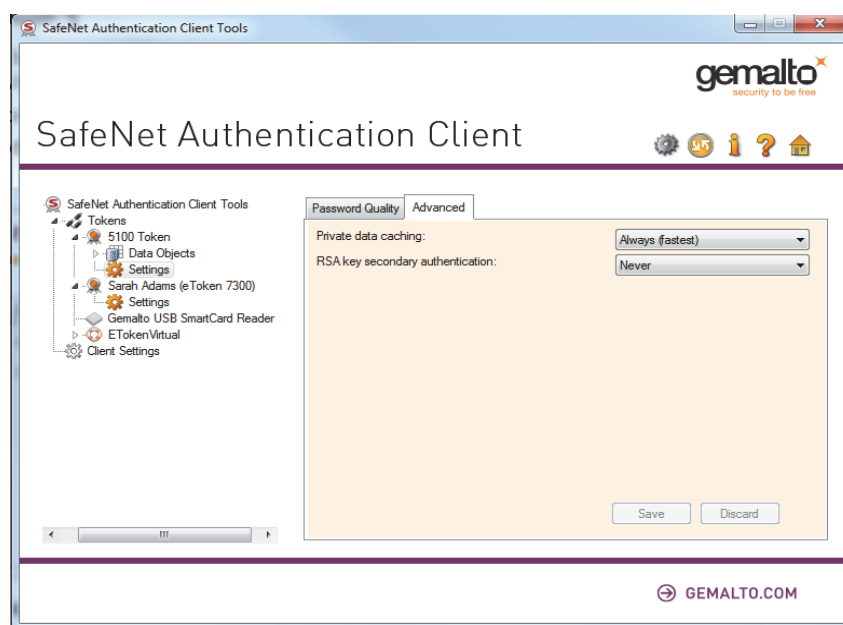 SafeNet Authentication Client Tools
gemalto
security to be free
SafeNet Authentication Client
SafeNet Authentication Client Tools
Tokens
5100 Token
Data Objects
Settings
Sarah Adams (eToken 7300)
Settings
Gemalto USB SmartCard Reader
ETokenVirtual
Client Settings
Password Quality Advanced
Private data caching: Always (fastest)
RSA key secondary authentication: Never
Save Discard
GEMALTO.COM